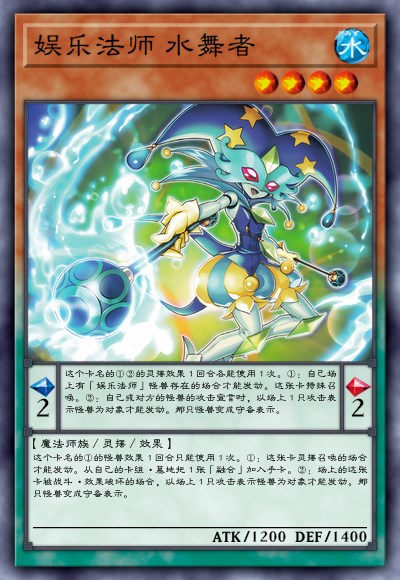 娱乐法师 水舞者
水
这个卡名的①②的灵摆效果1回合各能使用1次。①：自己场
上有「娱乐法师」怪兽存在的场合才能发动。这张卡特殊召
唤。②：自己或对方的怪兽的攻击宣言时，以场上1只攻击表
示怪兽为对象才能发动。那只怪兽变成守备表示。
2
2
【魔法师族／灵摆／效果】
这个卡名的①的怪兽效果1回合只能使用1次。①：这张卡灵摆召唤的场合
才能发动。从自己的卡组·墓地把1张「融合」加入手卡。②：场上的这张
卡被战斗·效果破坏的场合，以场上1只攻击表示怪兽为对象才能发动。那
只怪兽变成守备表示。
ATK/1200 DEF/1400